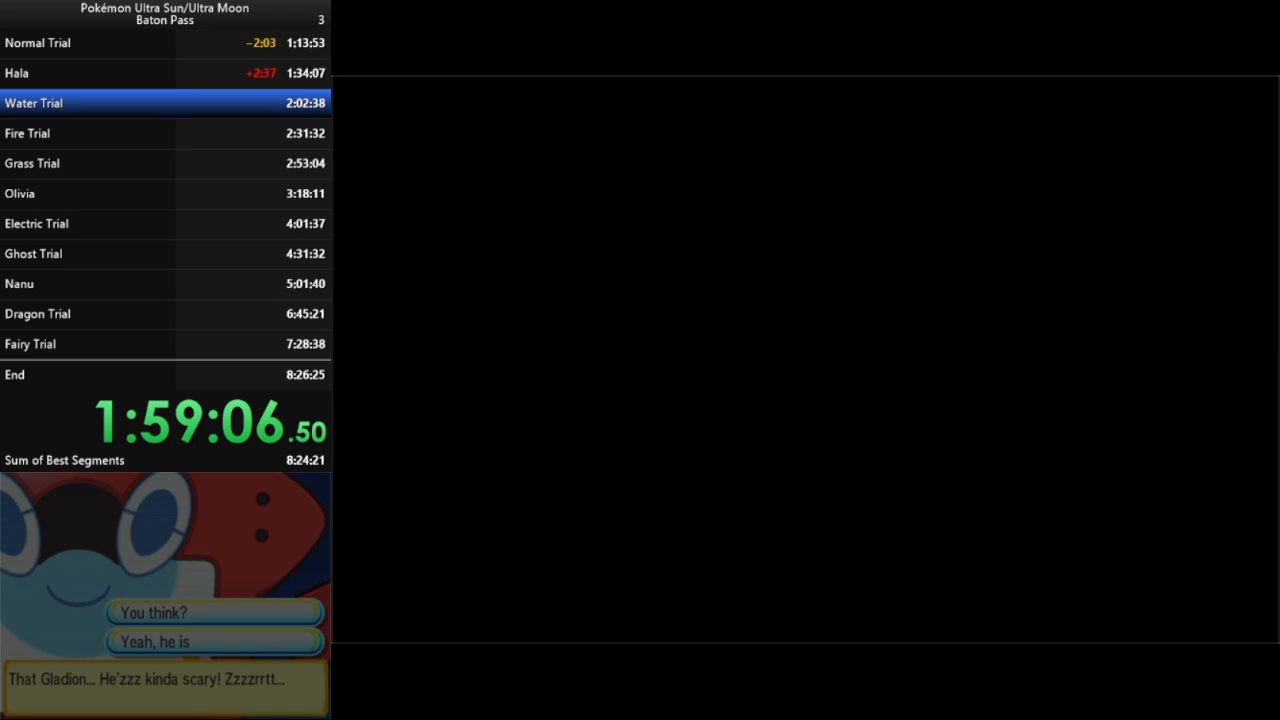 Pokémon Ultra Sun/Ultra Moon
Baton Pass 3
Normal Trial −2:03 1:13:53
Hala +2:37 1:34:07
Water Trial 2:02:38
Fire Trial 2:31:32
Grass Trial 2:53:04
Olivia 3:18:11
Electric Trial 4:01:37
Ghost Trial 4:31:32
Nanu 5:01:40
Dragon Trial 6:45:21
Fairy Trial 7:28:38
End 8:26:25
1:59:06.50
Sum of Best Segments 8:24:21
You think?
Yeah, he is
That Gladion... He'zzz kinda scary! Zzzzrrtt...